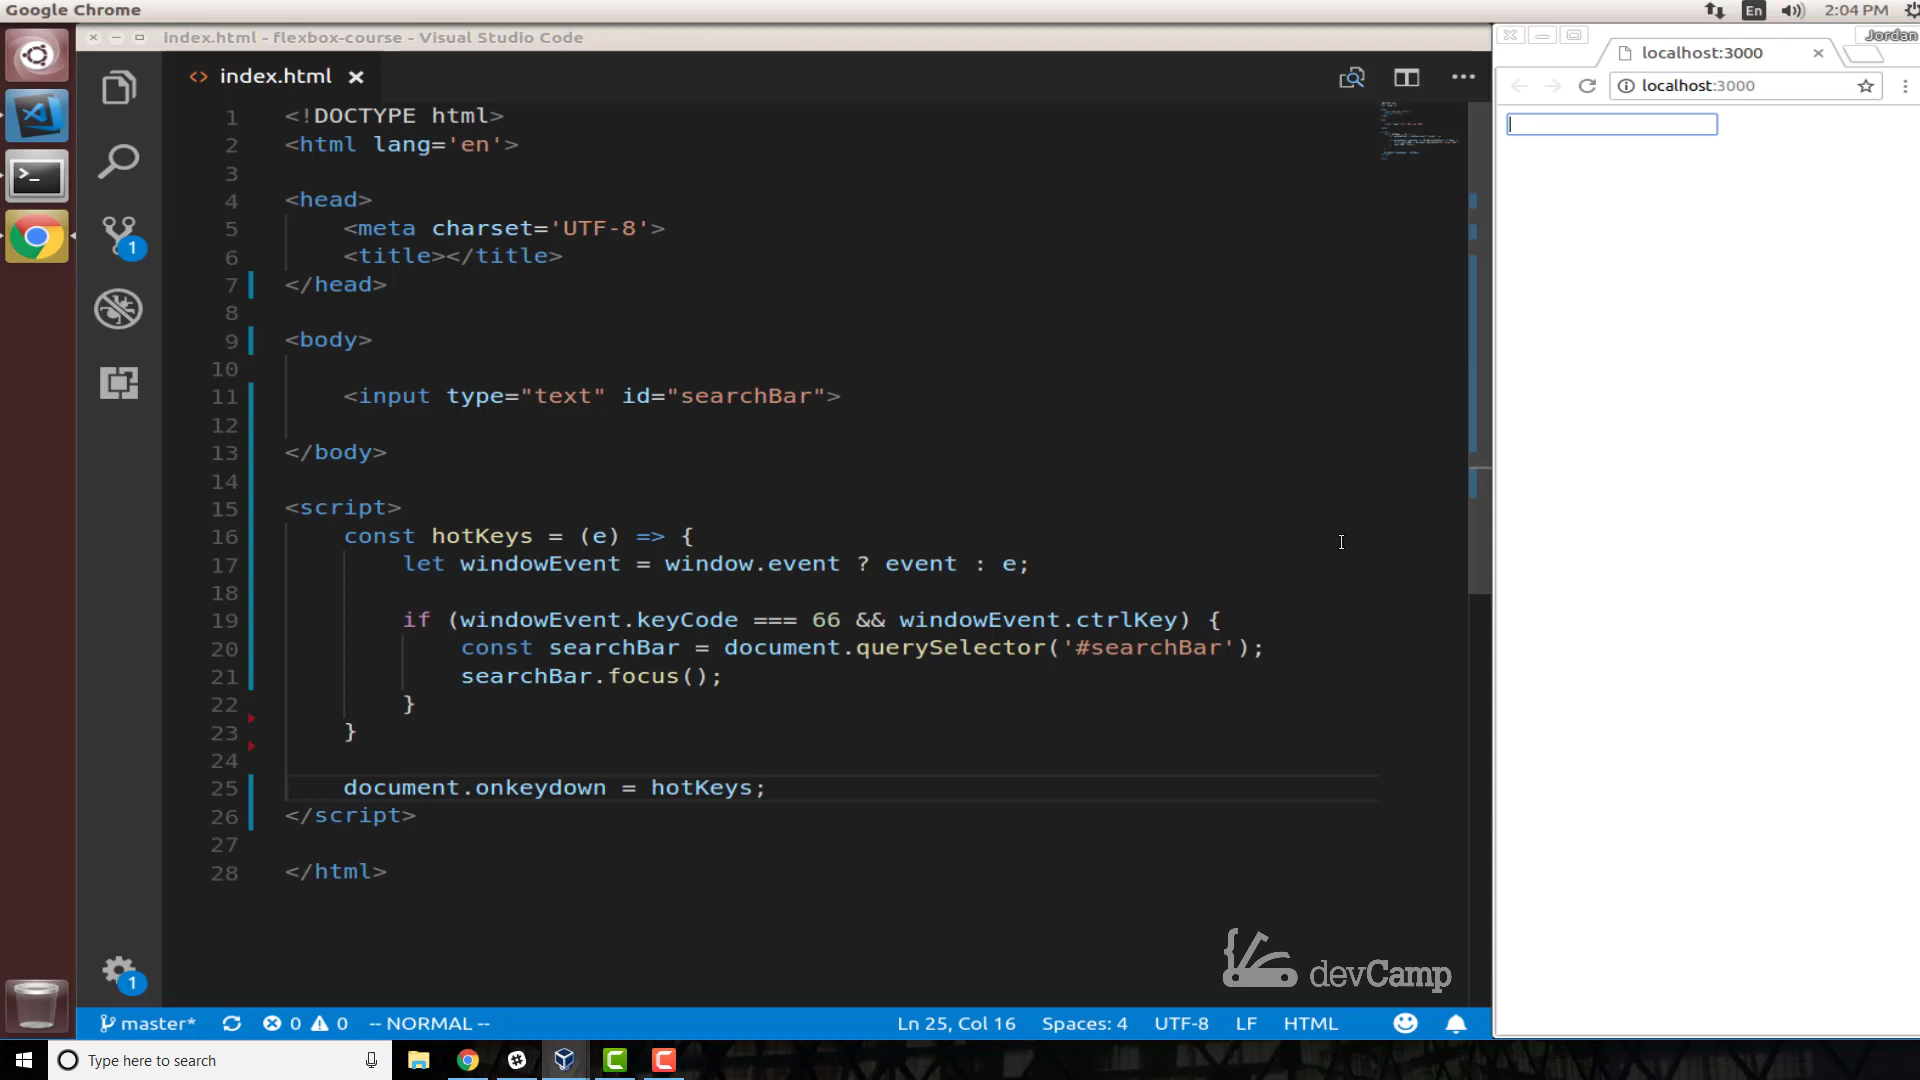 Google Chrome
En
2:04 PM
index.html - flexbox-course - Visual Studio Code
Jordan
<> index.html
localhost:3000
localhost:3000
1 <!DOCTYPE html>
2 <html lang='en'>
3
4 <head>
5 <meta charset='UTF-8'>
6 <title></title>
7 </head>
8
9 <body>
10
11 <input type="text" id="searchBar">
12
13 </body>
14
15 <script>
16 const hotKeys = (e) => {
17 let windowEvent = window.event ? event : e;
18
19 if (windowEvent.keyCode === 66 && windowEvent.ctrlKey) {
20 const searchBar = document.querySelector('#searchBar');
21 searchBar.focus();
22 }
23 }
24
25 document.onkeydown = hotKeys;
26 </script>
27
28 </html>
1
1
devCamp
master* 0 0 -- NORMAL -- Ln 25, Col 16 Spaces: 4 UTF-8 LF HTML
Type here to search